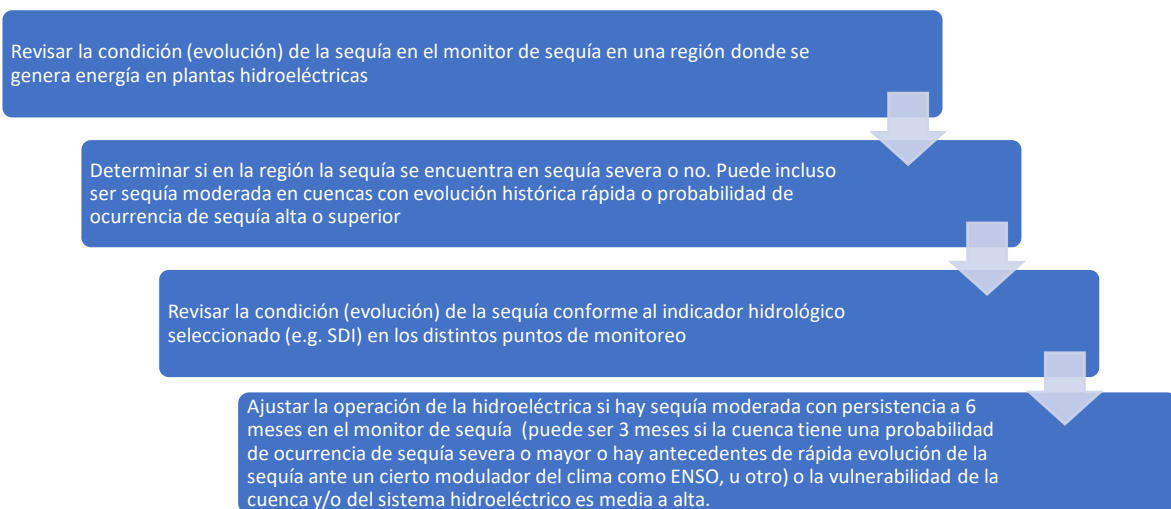 Revisar la condición (evolución) de la sequía en el monitor de sequía en una región donde se
genera energía en plantas hidroeléctricas
Determinar si en la región la sequía se encuentra en sequía severa o no. Puede incluso
ser sequía moderada en cuencas con evolución histórica rápida o probabilidad de
ocurrencia de sequía alta o superior
Revisar la condición (evolución) de la sequía conforme al indicador hidrológico
seleccionado (e.g. SDI) en los distintos puntos de monitoreo
Ajustar la operación de la hidroeléctrica si hay sequía moderada con persistencia a 6
meses en el monitor de sequía (puede ser 3 meses si la cuenca tiene una probabilidad
de ocurrencia de sequía severa o mayor o hay antecedentes de rápida evolución de la
sequía ante un cierto modulador del clima como ENSO, u otro) o la vulnerabilidad de la
cuenca y/o del sistema hidroeléctrico es media a alta.